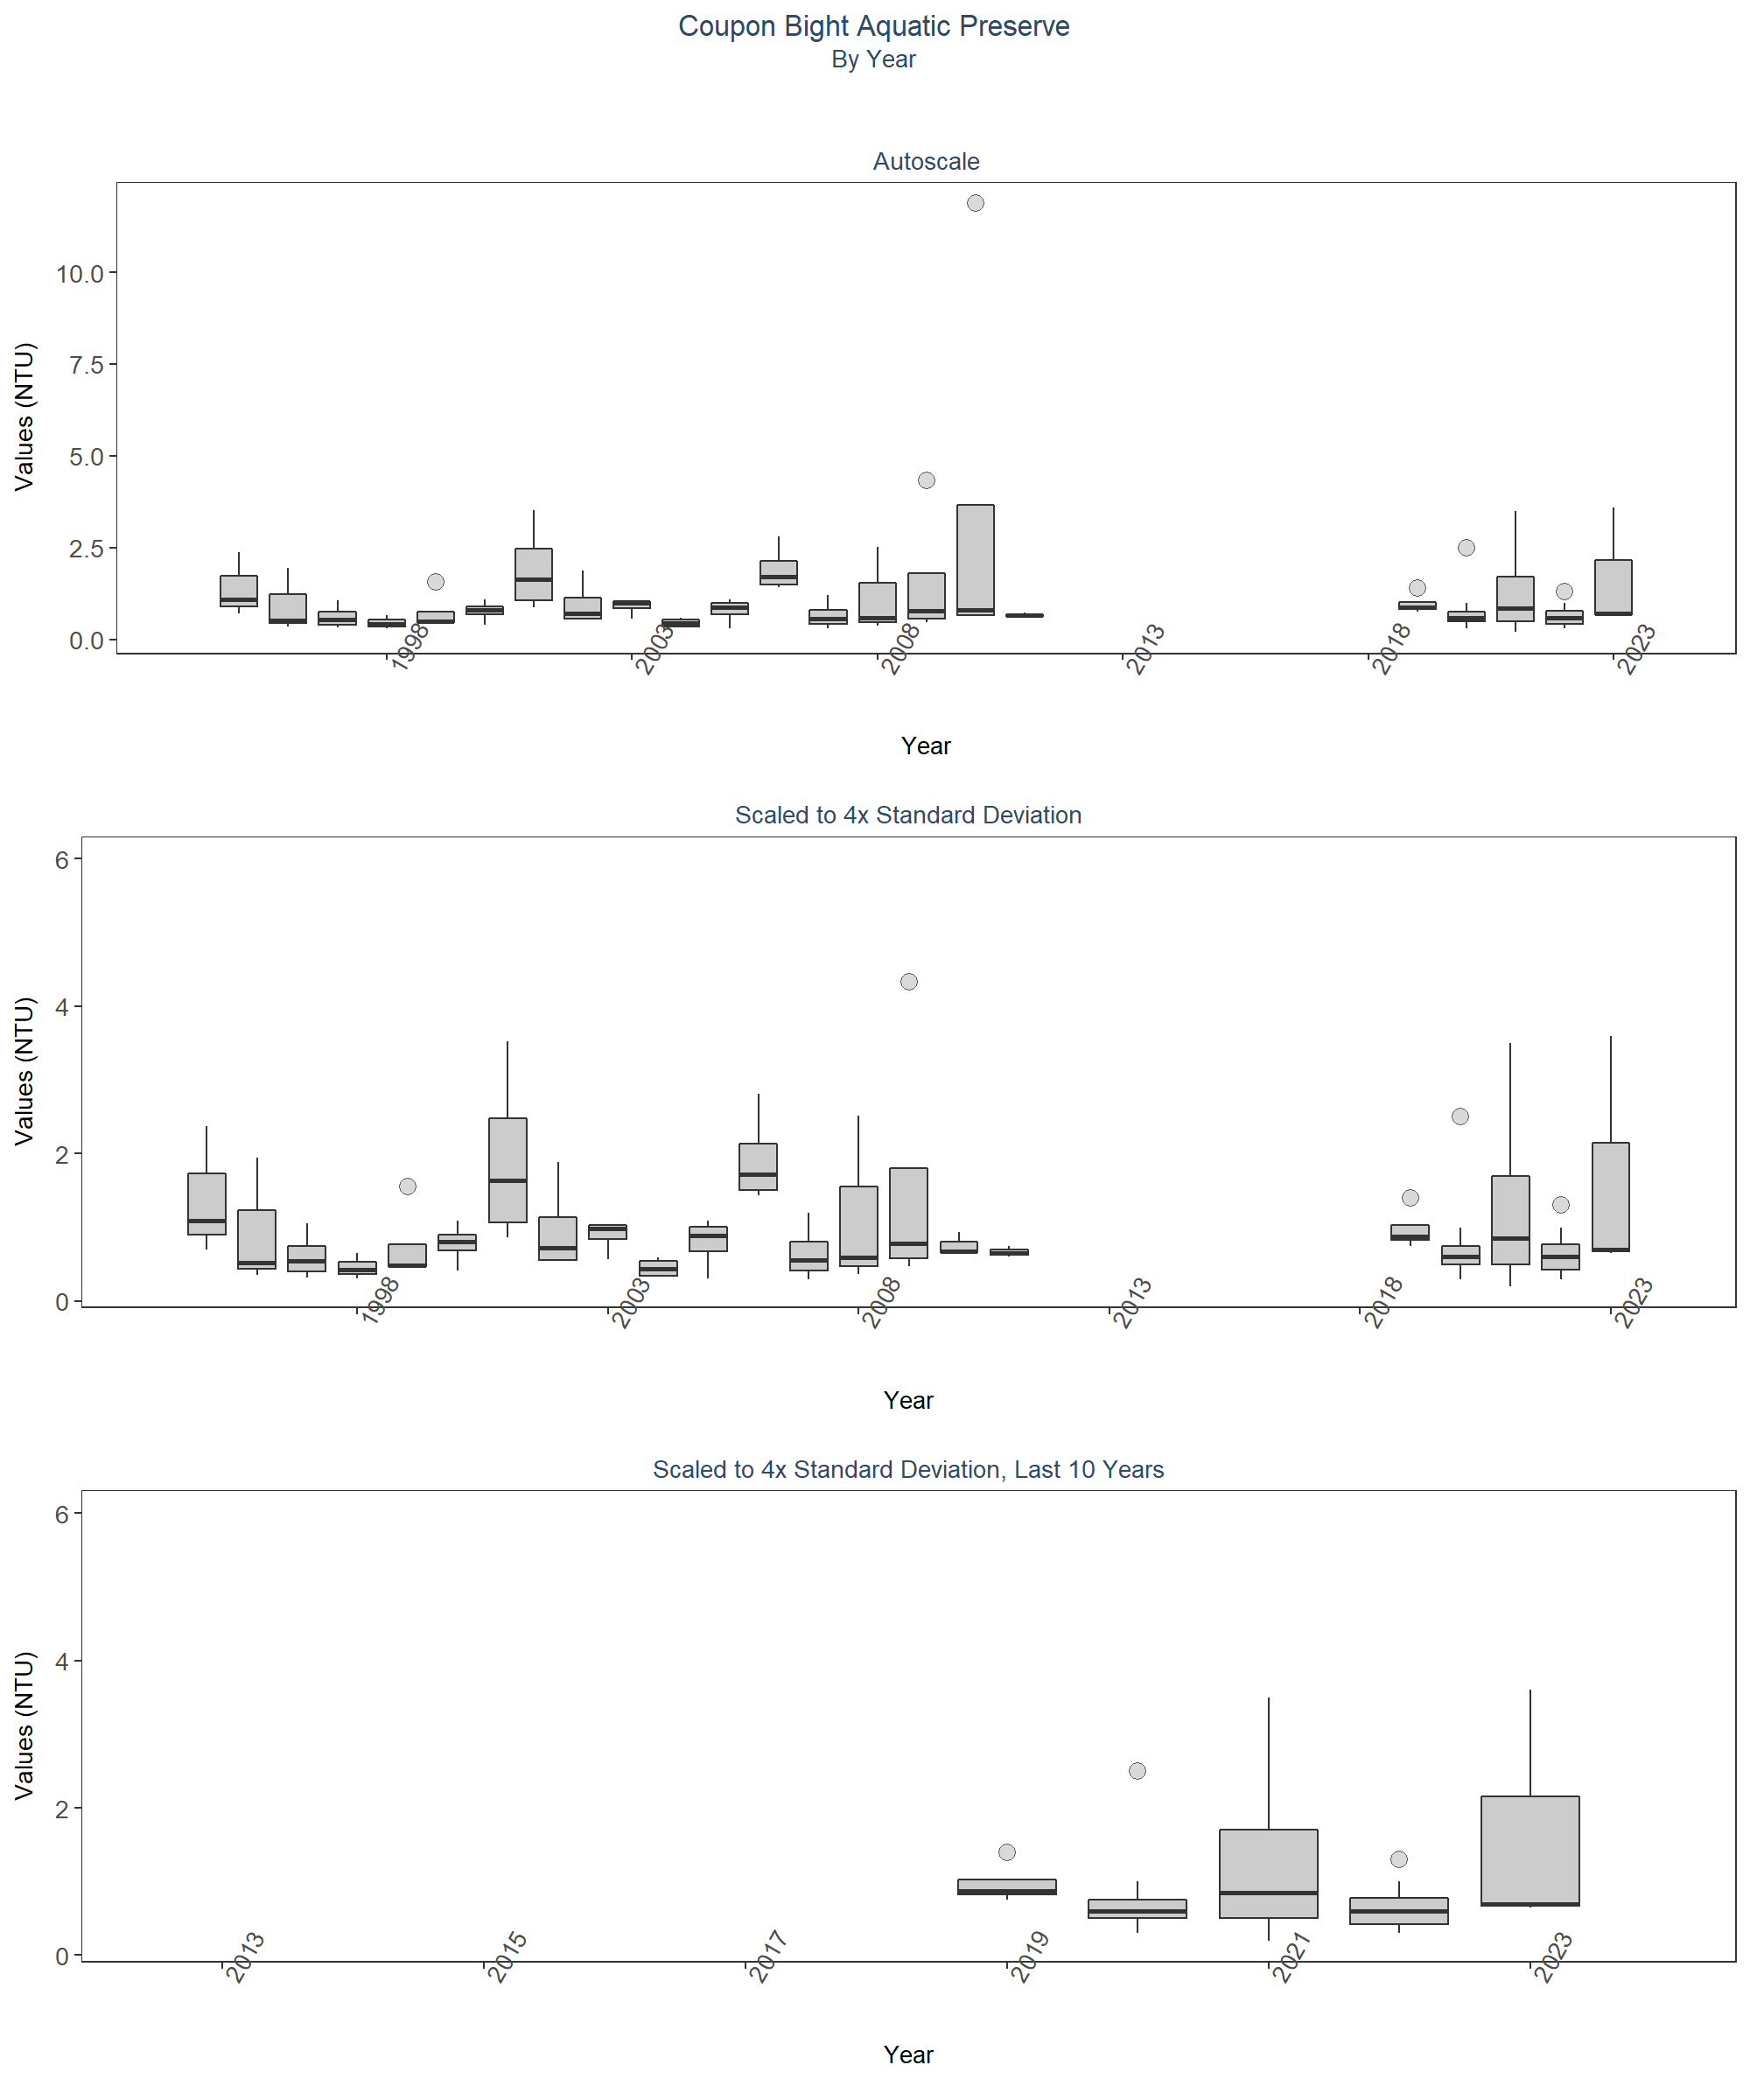 Coupon Bight Aquatic Preserve
By Year
Autoscale
10.0
7.5
5.0
2.5
0.0
Values (NTU)
1998 2003 2008 2013 2018 2023
Year
Scaled to 4x Standard Deviation
6
4
2
0
Values (NTU)
1998 2003 2008 2013 2018 2023
Year
Scaled to 4x Standard Deviation, Last 10 Years
6
4
2
0
Values (NTU)
2013 2015 2017 2019 2021 2023
Year